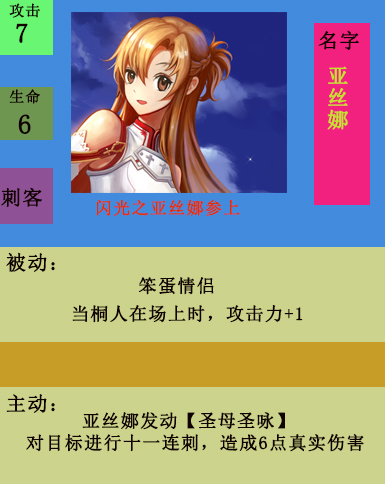 攻击
7
生命
6
刺客
名字
亚丝娜
闪光之亚丝娜参上
被动：
笨蛋情侣
当桐人在场上时，攻击力+1
主动：
亚丝娜发动【圣母圣咏】
对目标进行十一连刺，造成6点真实伤害